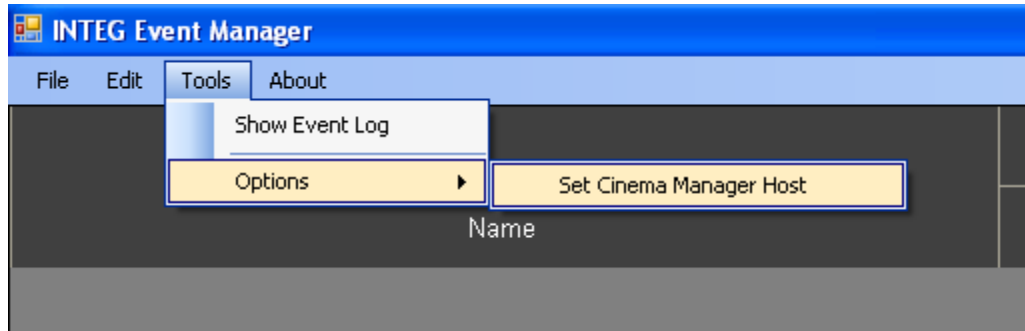 INTEG Event Manager
File Edit Tools About
Show Event Log
Options Set Cinema Manager Host
Name